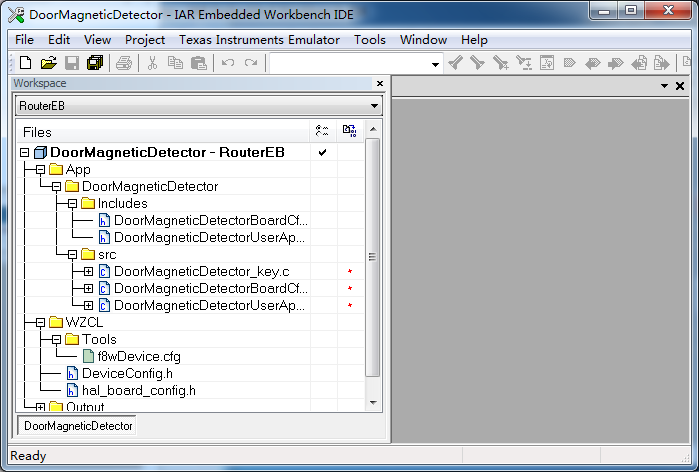 DoorMagneticDetector - IAR Embedded Workbench IDE
File Edit View Project Texas Instruments Emulator Tools Window Help
Workspace
RouterEB
Files
DoorMagneticDetector - RouterEB
App
DoorMagneticDetector
Includes
DoorMagneticDetectorBoardCf...
DoorMagneticDetectorUserAp...
src
DoorMagneticDetector_key.c
DoorMagneticDetectorBoardCf...
DoorMagneticDetectorUserAp...
WZCL
Tools
f8wDevice.cfg
DeviceConfig.h
hal_board_config.h
Output
DoorMagneticDetector
Ready